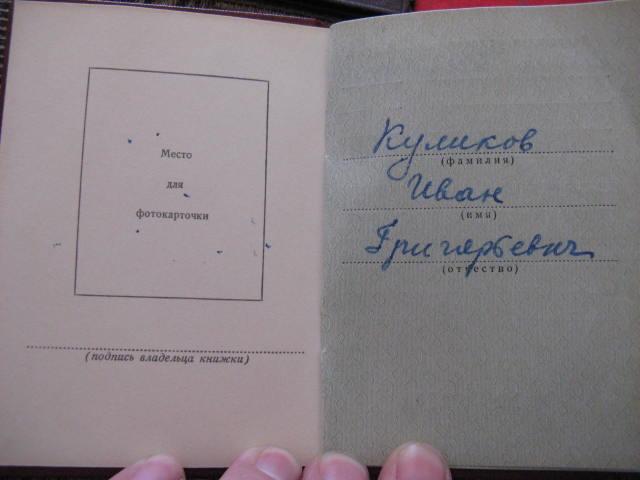 Место
для
фотокарточки
(подпись владельца книжки)
Куликов
(фамилия)
Иван
(имя)
Григорьевич
(отчество)